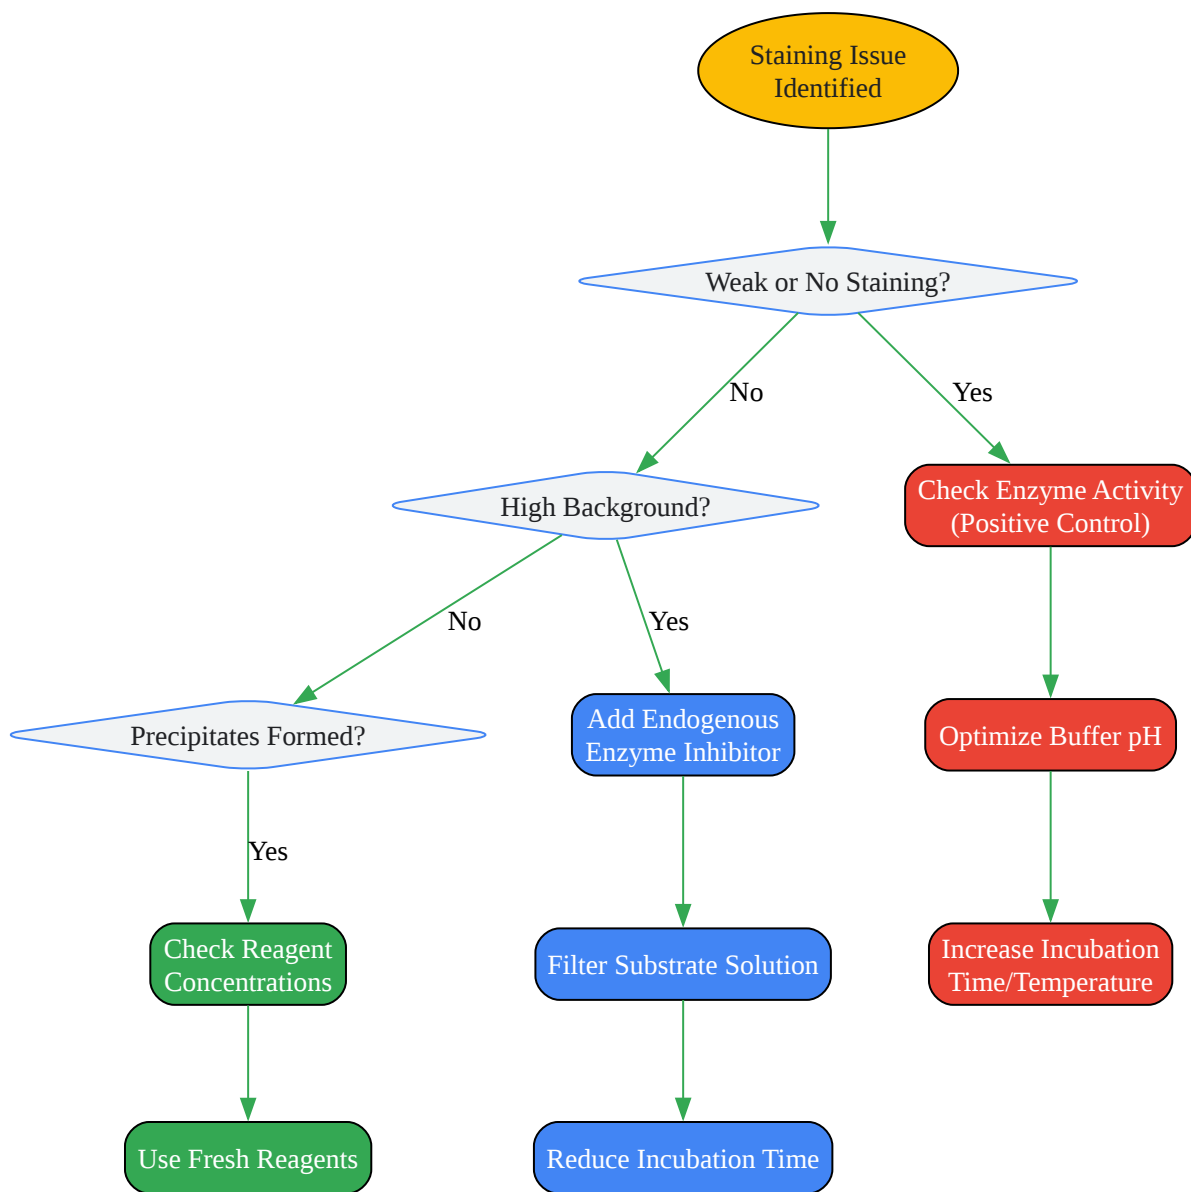 Staining Issue
Identified
Weak or No Staining?
No
Yes
High Background?
Check Enzyme Activity
(Positive Control)
No
Yes
Precipitates Formed?
Add Endogenous
Enzyme Inhibitor
Optimize Buffer pH
Yes
Check Reagent
Concentrations
Filter Substrate Solution
Increase Incubation
Time/Temperature
Use Fresh Reagents
Reduce Incubation Time